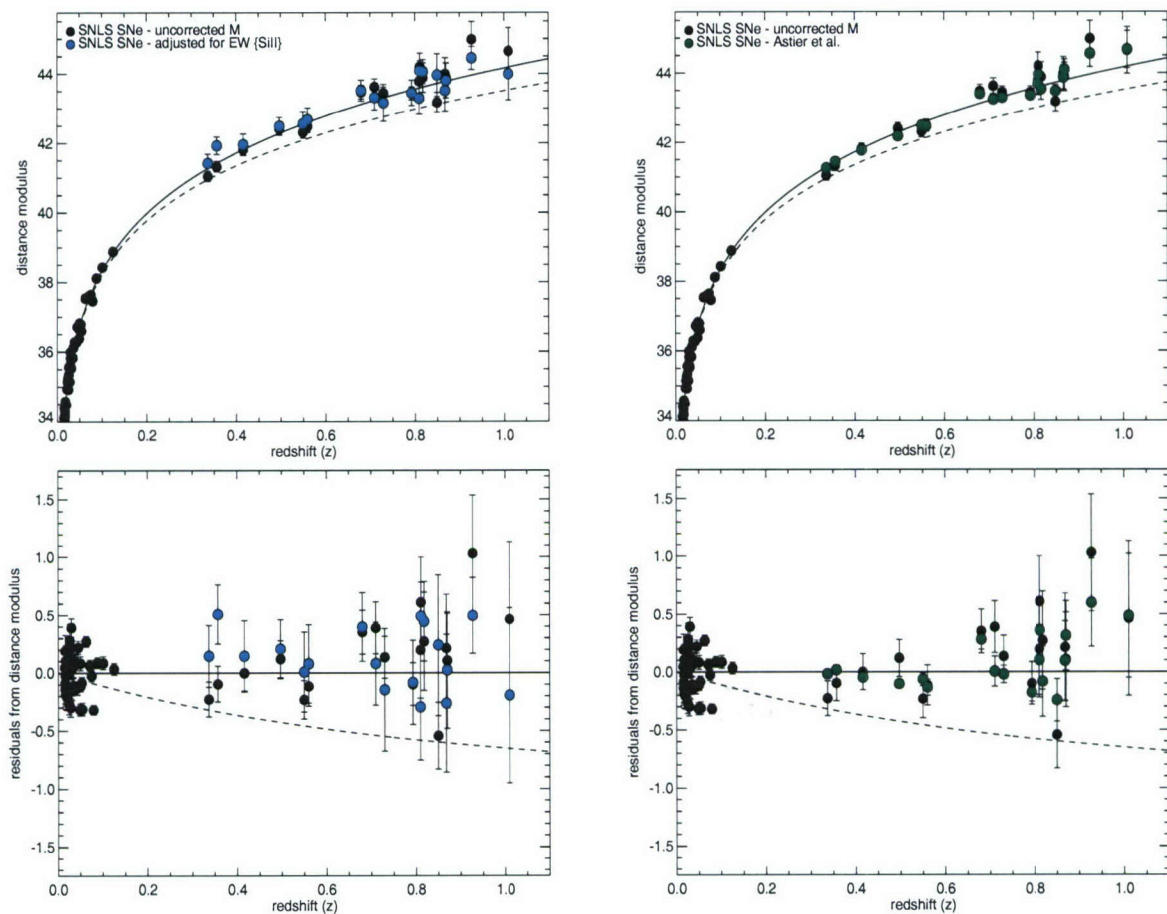 SNLS SNe - uncorrected M
SNLS SNe - adjusted for EW {SiII}
44
42
40
38
36
34
distance modulus
0.0 0.2 0.4 0.6 0.8 1.0
redshift (z)
SNLS SNe - uncorrected M
SNLS SNe - Astier et al.
44
42
40
38
36
34
distance modulus
0.0 0.2 0.4 0.6 0.8 1.0
redshift (z)
1.5
1.0
0.5
0.0
-0.5
-1.0
-1.5
residuals from distance modulus
0.0 0.2 0.4 0.6 0.8 1.0
redshift (z)
1.5
1.0
0.5
0.0
-0.5
-1.0
-1.5
residuals from distance modulus
0.0 0.2 0.4 0.6 0.8 1.0
redshift (z)